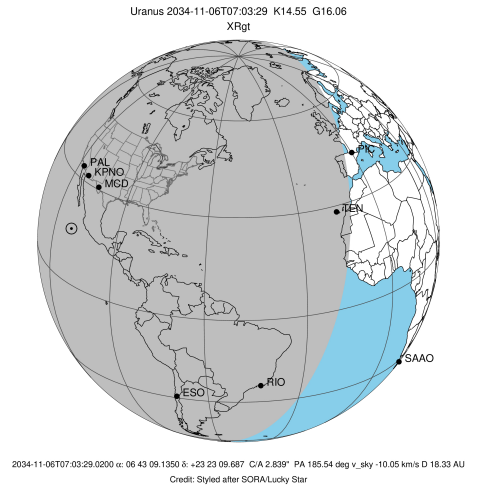 Uranus 2034-11-06T07:03:29 K14.55 G16.06
XRgt
PIC
PAL
KPNO
MCD
TEN
SAAO
RIO
ESO
2034-11-06T07:03:29.0200 α: 06 43 09.1350 δ: +23 23 09.687 C/A 2.839" PA 185.54 deg v_sky -10.05 km/s D 18.33 AU
Credit: Styled after SORA/Lucky Star